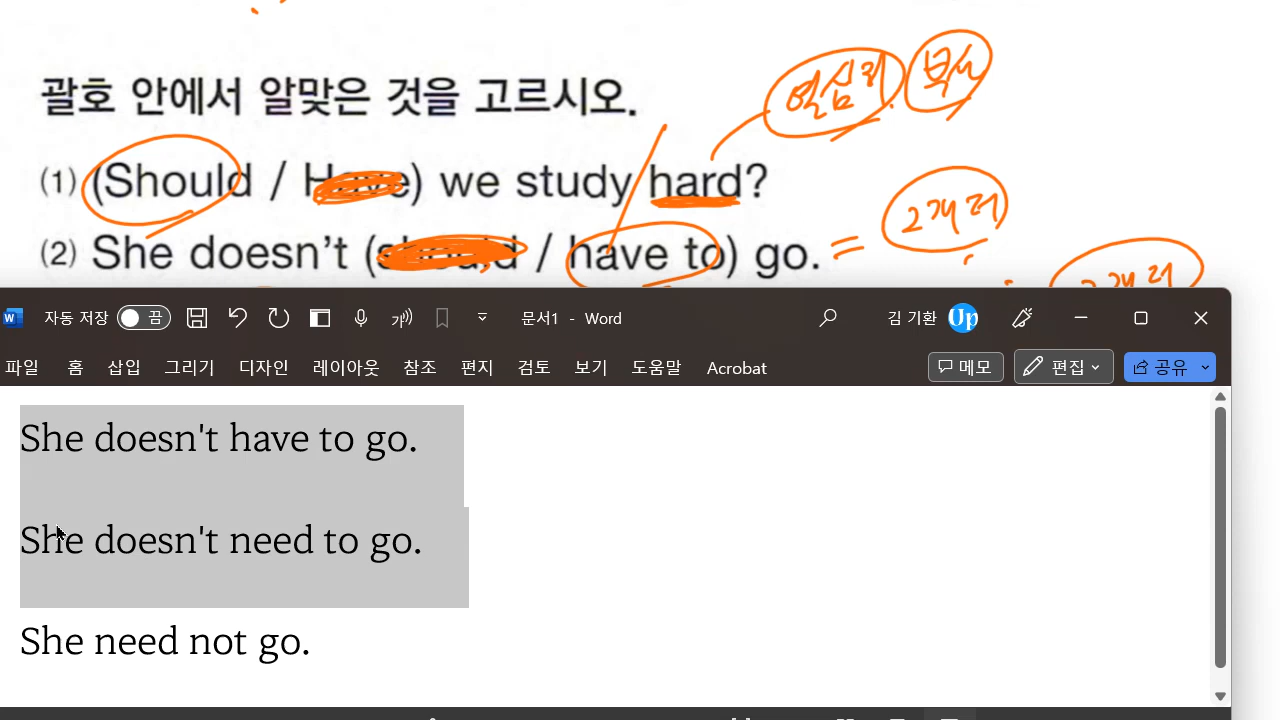 괄호 안에서 알맞은 것을 고르시오.
열심히 부사
(1) (Should / Have) we study hard?
(2) She doesn't (should / have to) go. = 2개 더
자동 저장 끔 문서1 - Word 김 기환 Up
파일 홈 삽입 그리기 디자인 레이아웃 참조 편지 검토 보기 도움말 Acrobat 메모 편집 공유
She doesn't have to go.
She doesn't need to go.
She need not go.